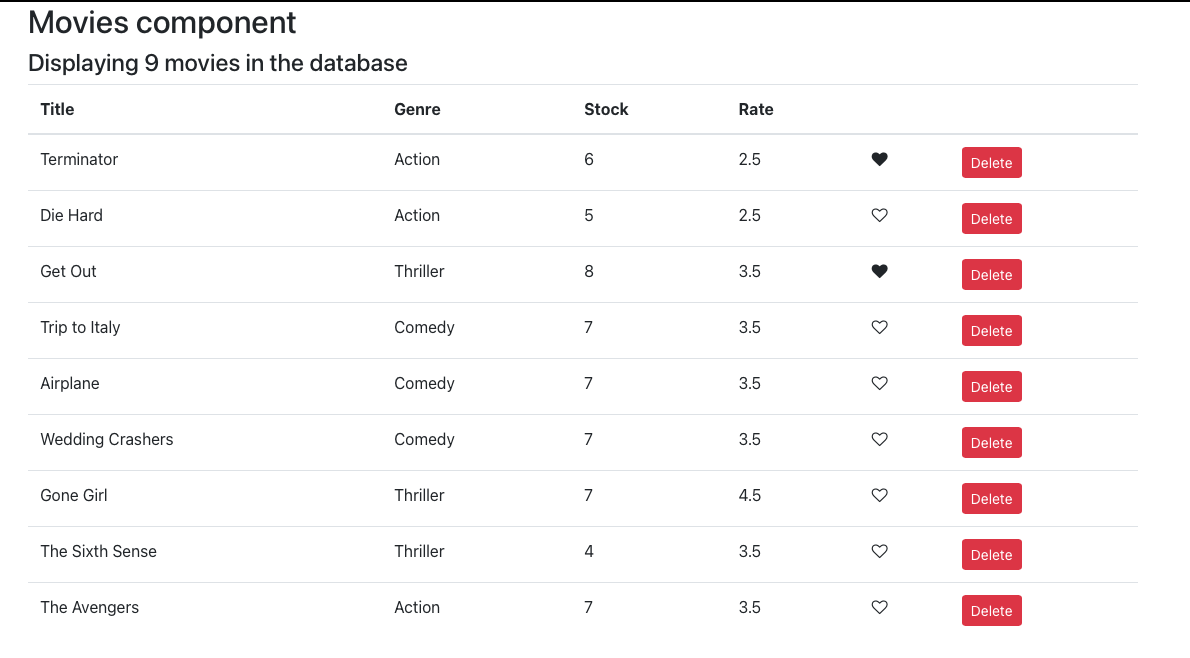 Movies component
Displaying 9 movies in the database
Title Genre Stock Rate
Terminator Action 6 2.5 Delete
Die Hard Action 5 2.5 Delete
Get Out Thriller 8 3.5 Delete
Trip to Italy Comedy 7 3.5 Delete
Airplane Comedy 7 3.5 Delete
Wedding Crashers Comedy 7 3.5 Delete
Gone Girl Thriller 7 4.5 Delete
The Sixth Sense Thriller 4 3.5 Delete
The Avengers Action 7 3.5 Delete